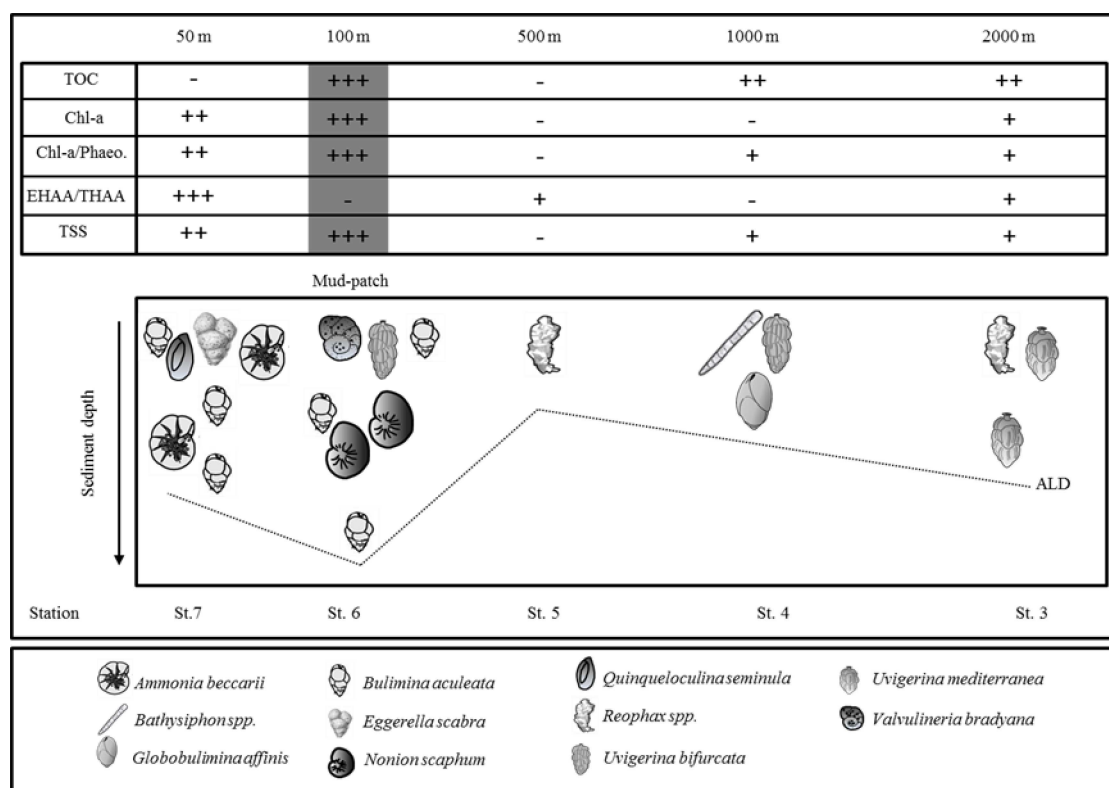 50 m 100 m 500 m 1000 m 2000 m
TOC - +++ - ++ ++
Chl-a ++ +++ - - +
Chl-a/Phaeo. ++ +++ - + +
EHAA/THAA +++ - + - +
TSS ++ +++ - + +
Mud-patch
Sediment depth
ALD
Station St.7 St. 6 St. 5 St. 4 St. 3
Ammonia beccarii Bulimina aculeata Quinqueloculina seminula Uvigerina mediterranea
Bathysiphon spp. Eggerella scabra Reophax spp. Valvulineria bradyana
Globobulimina affinis Nonion scaphum Uvigerina bifurcata